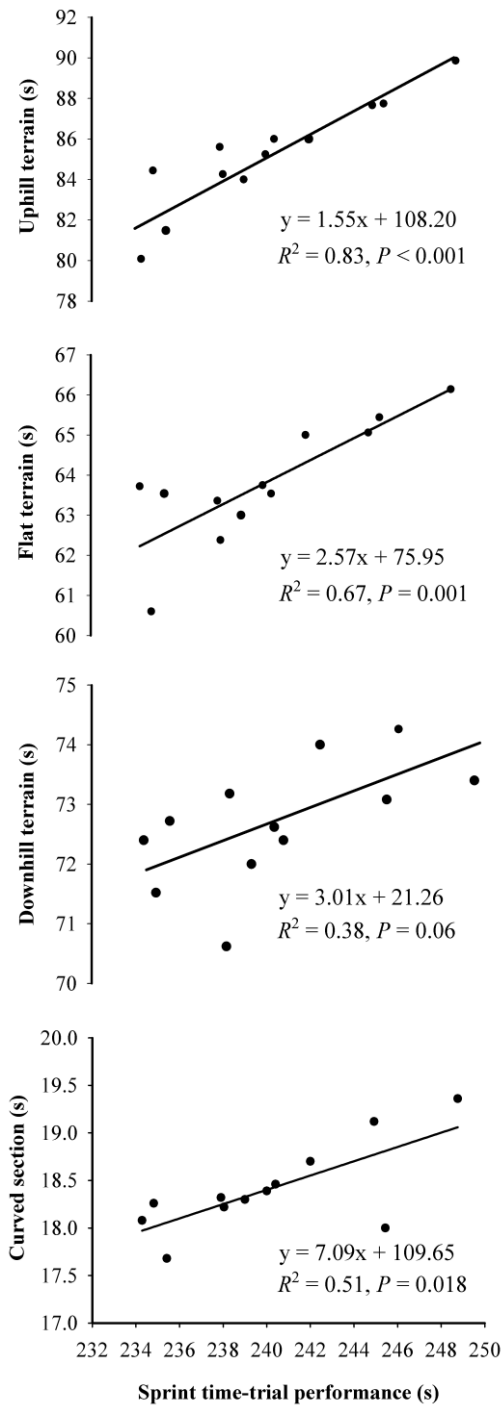 92
90
88
86
84
82
80
78
Uphill terrain (s)
y = 1.55x + 108.20
R² = 0.83, P < 0.001
67
66
65
64
63
62
61
60
Flat terrain (s)
y = 2.57x + 75.95
R² = 0.67, P = 0.001
75
74
73
72
71
70
Downhill terrain (s)
y = 3.01x + 21.26
R² = 0.38, P = 0.06
20.0
19.5
19.0
18.5
18.0
17.5
17.0
Curved section (s)
y = 7.09x + 109.65
R² = 0.51, P = 0.018
232 234 236 238 240 242 244 246 248 250
Sprint time-trial performance (s)